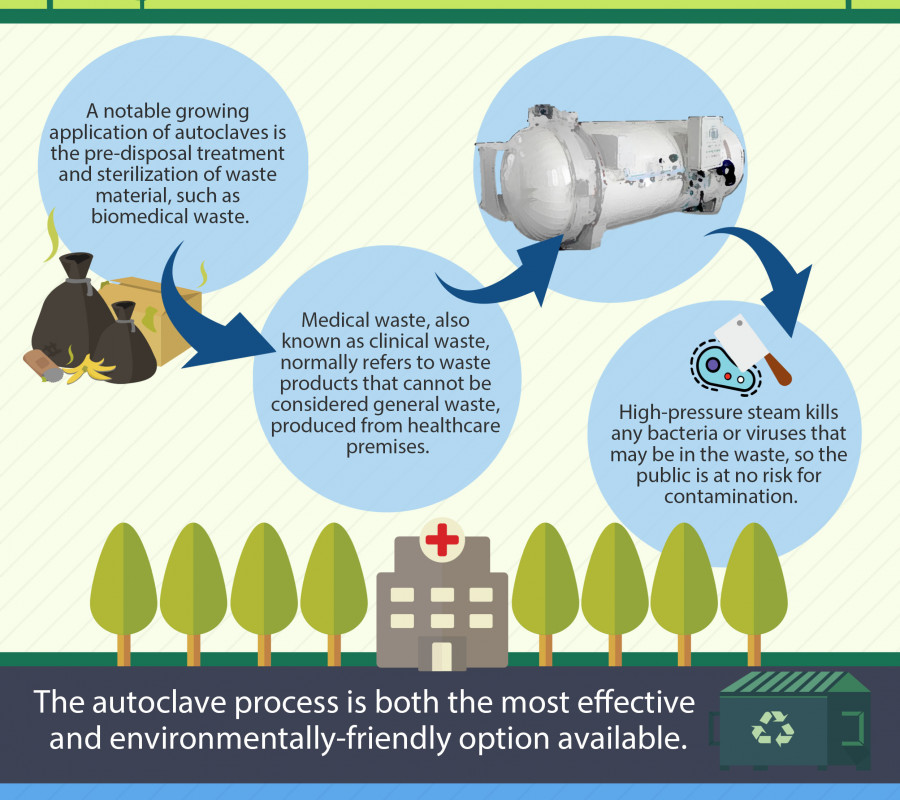 A notable growing
application of autoclaves is
the pre-disposal treatment
and sterilization of waste
material, such as
biomedical waste.
Medical waste, also
known as clinical waste,
normally refers to waste
products that cannot be
considered general waste,
produced from healthcare
premises.
High-pressure steam kills
any bacteria or viruses that
may be in the waste, so the
public is at no risk for
contamination.
The autoclave process is both the most effective
and environmentally-friendly option available.